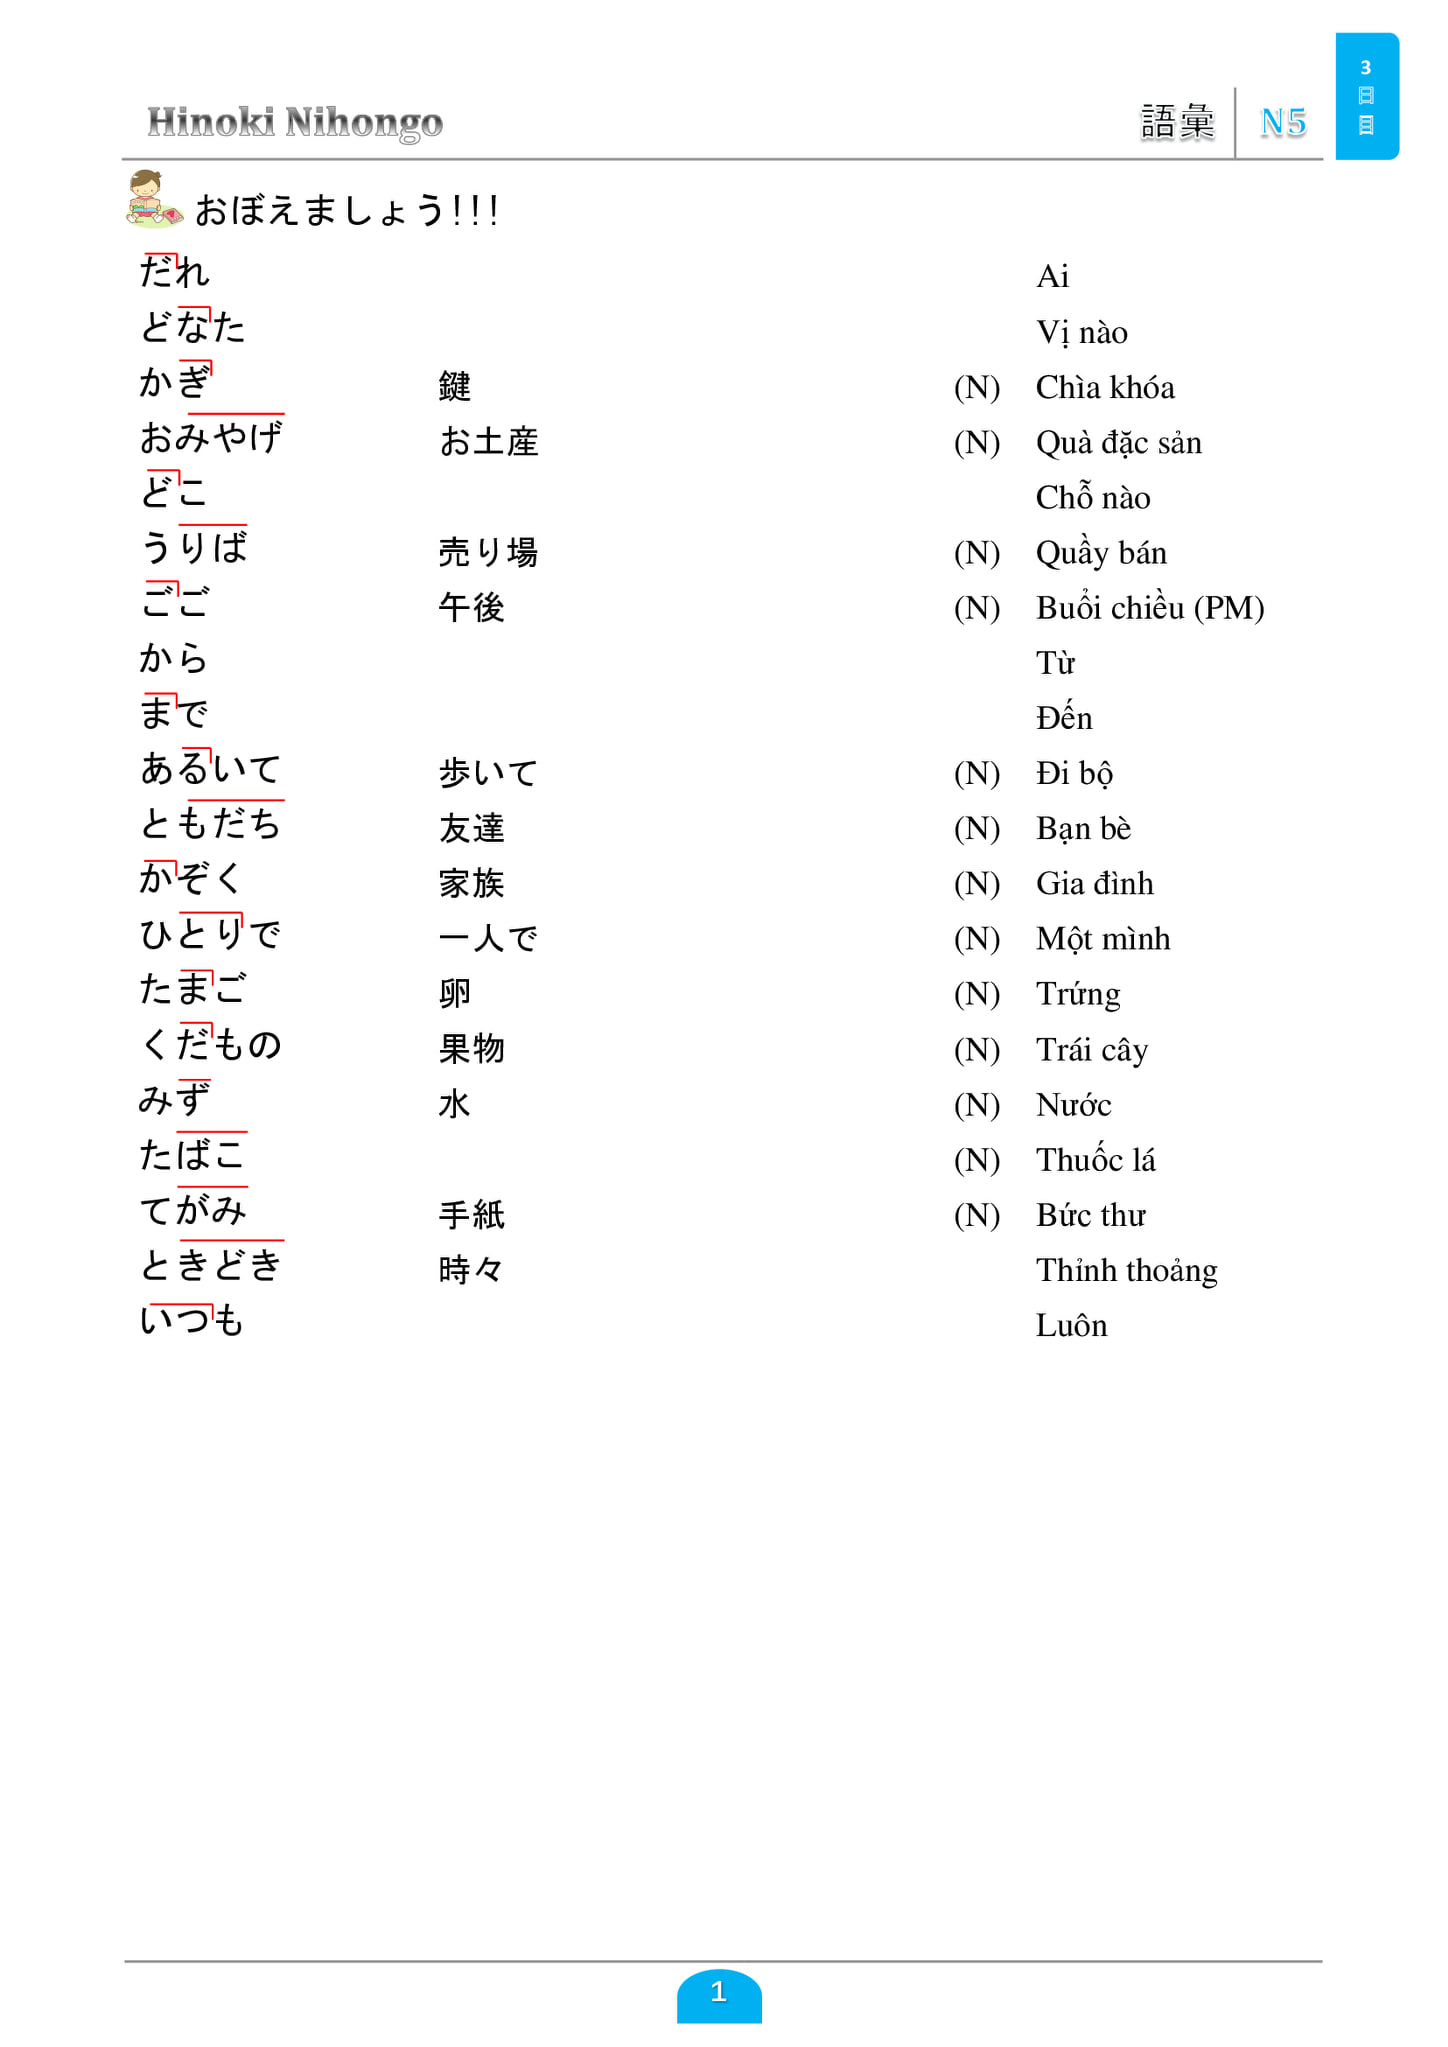 Hinoki Nihongo 語彙 N5
3日目
おぼえましょう!!!
だれ Ai
どなた Vị nào
かぎ 鍵 (N) Chìa khóa
おみやげ お土産 (N) Quà đặc sản
どこ Chỗ nào
うりば 売り場 (N) Quầy bán
ごご 午後 (N) Buổi chiều (PM)
から Từ
まで Đến
あるいて 歩いて (N) Đi bộ
ともだち 友達 (N) Bạn bè
かぞく 家族 (N) Gia đình
ひとりで 一人で (N) Một mình
たまご 卵 (N) Trứng
くだもの 果物 (N) Trái cây
みず 水 (N) Nước
たばこ (N) Thuốc lá
てがみ 手紙 (N) Bức thư
ときどき 時々 Thỉnh thoảng
いつも Luôn
1